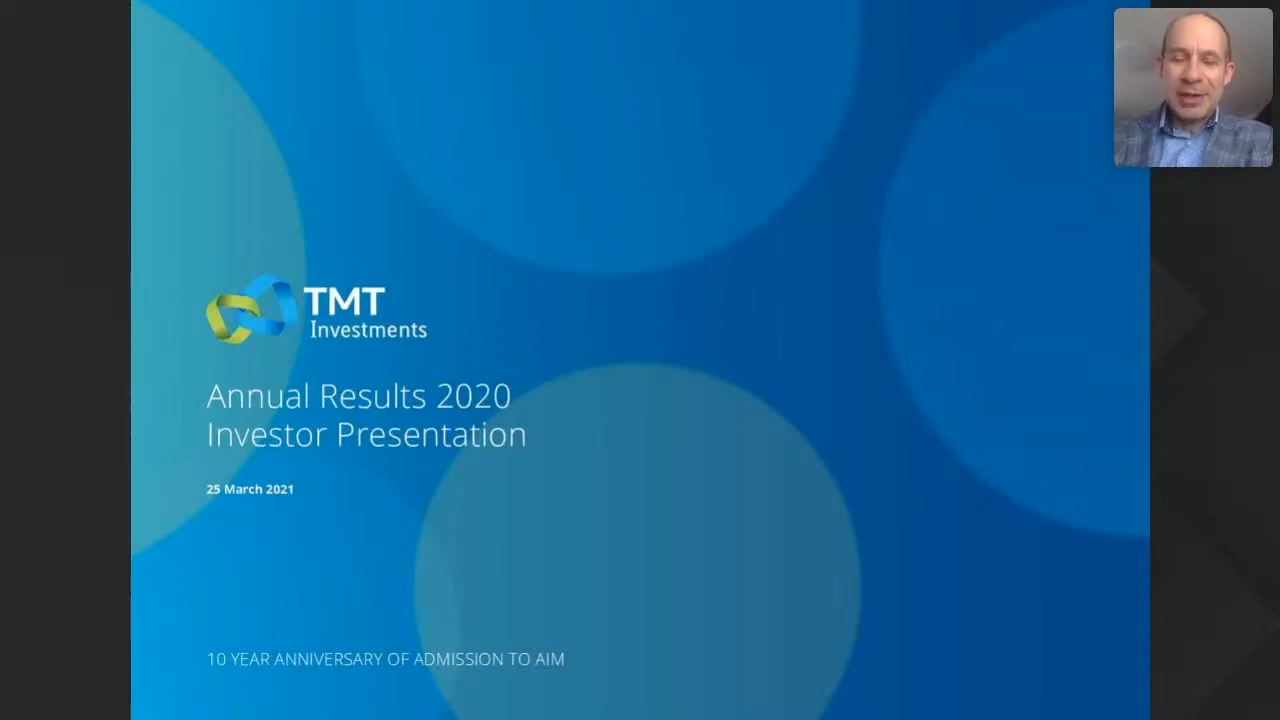 TMT
Investments
Annual Results 2020
Investor Presentation
25 March 2021
10 YEAR ANNIVERSARY OF ADMISSION TO AIM